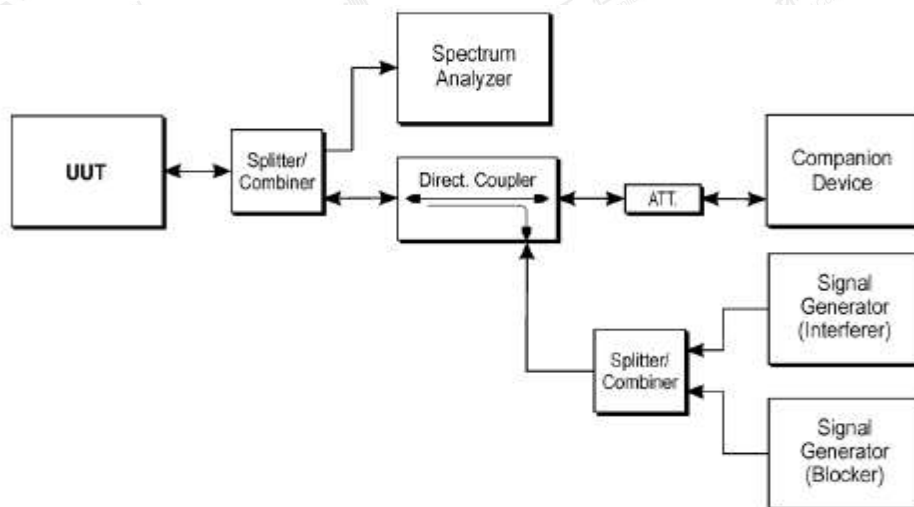 Spectrum
Analyzer
UUT
Splitter/
Combiner
Direct. Coupler
ATT.
Companion
Device
Signal
Generator
(Interferer)
Splitter/
Combiner
Signal
Generator
(Blocker)